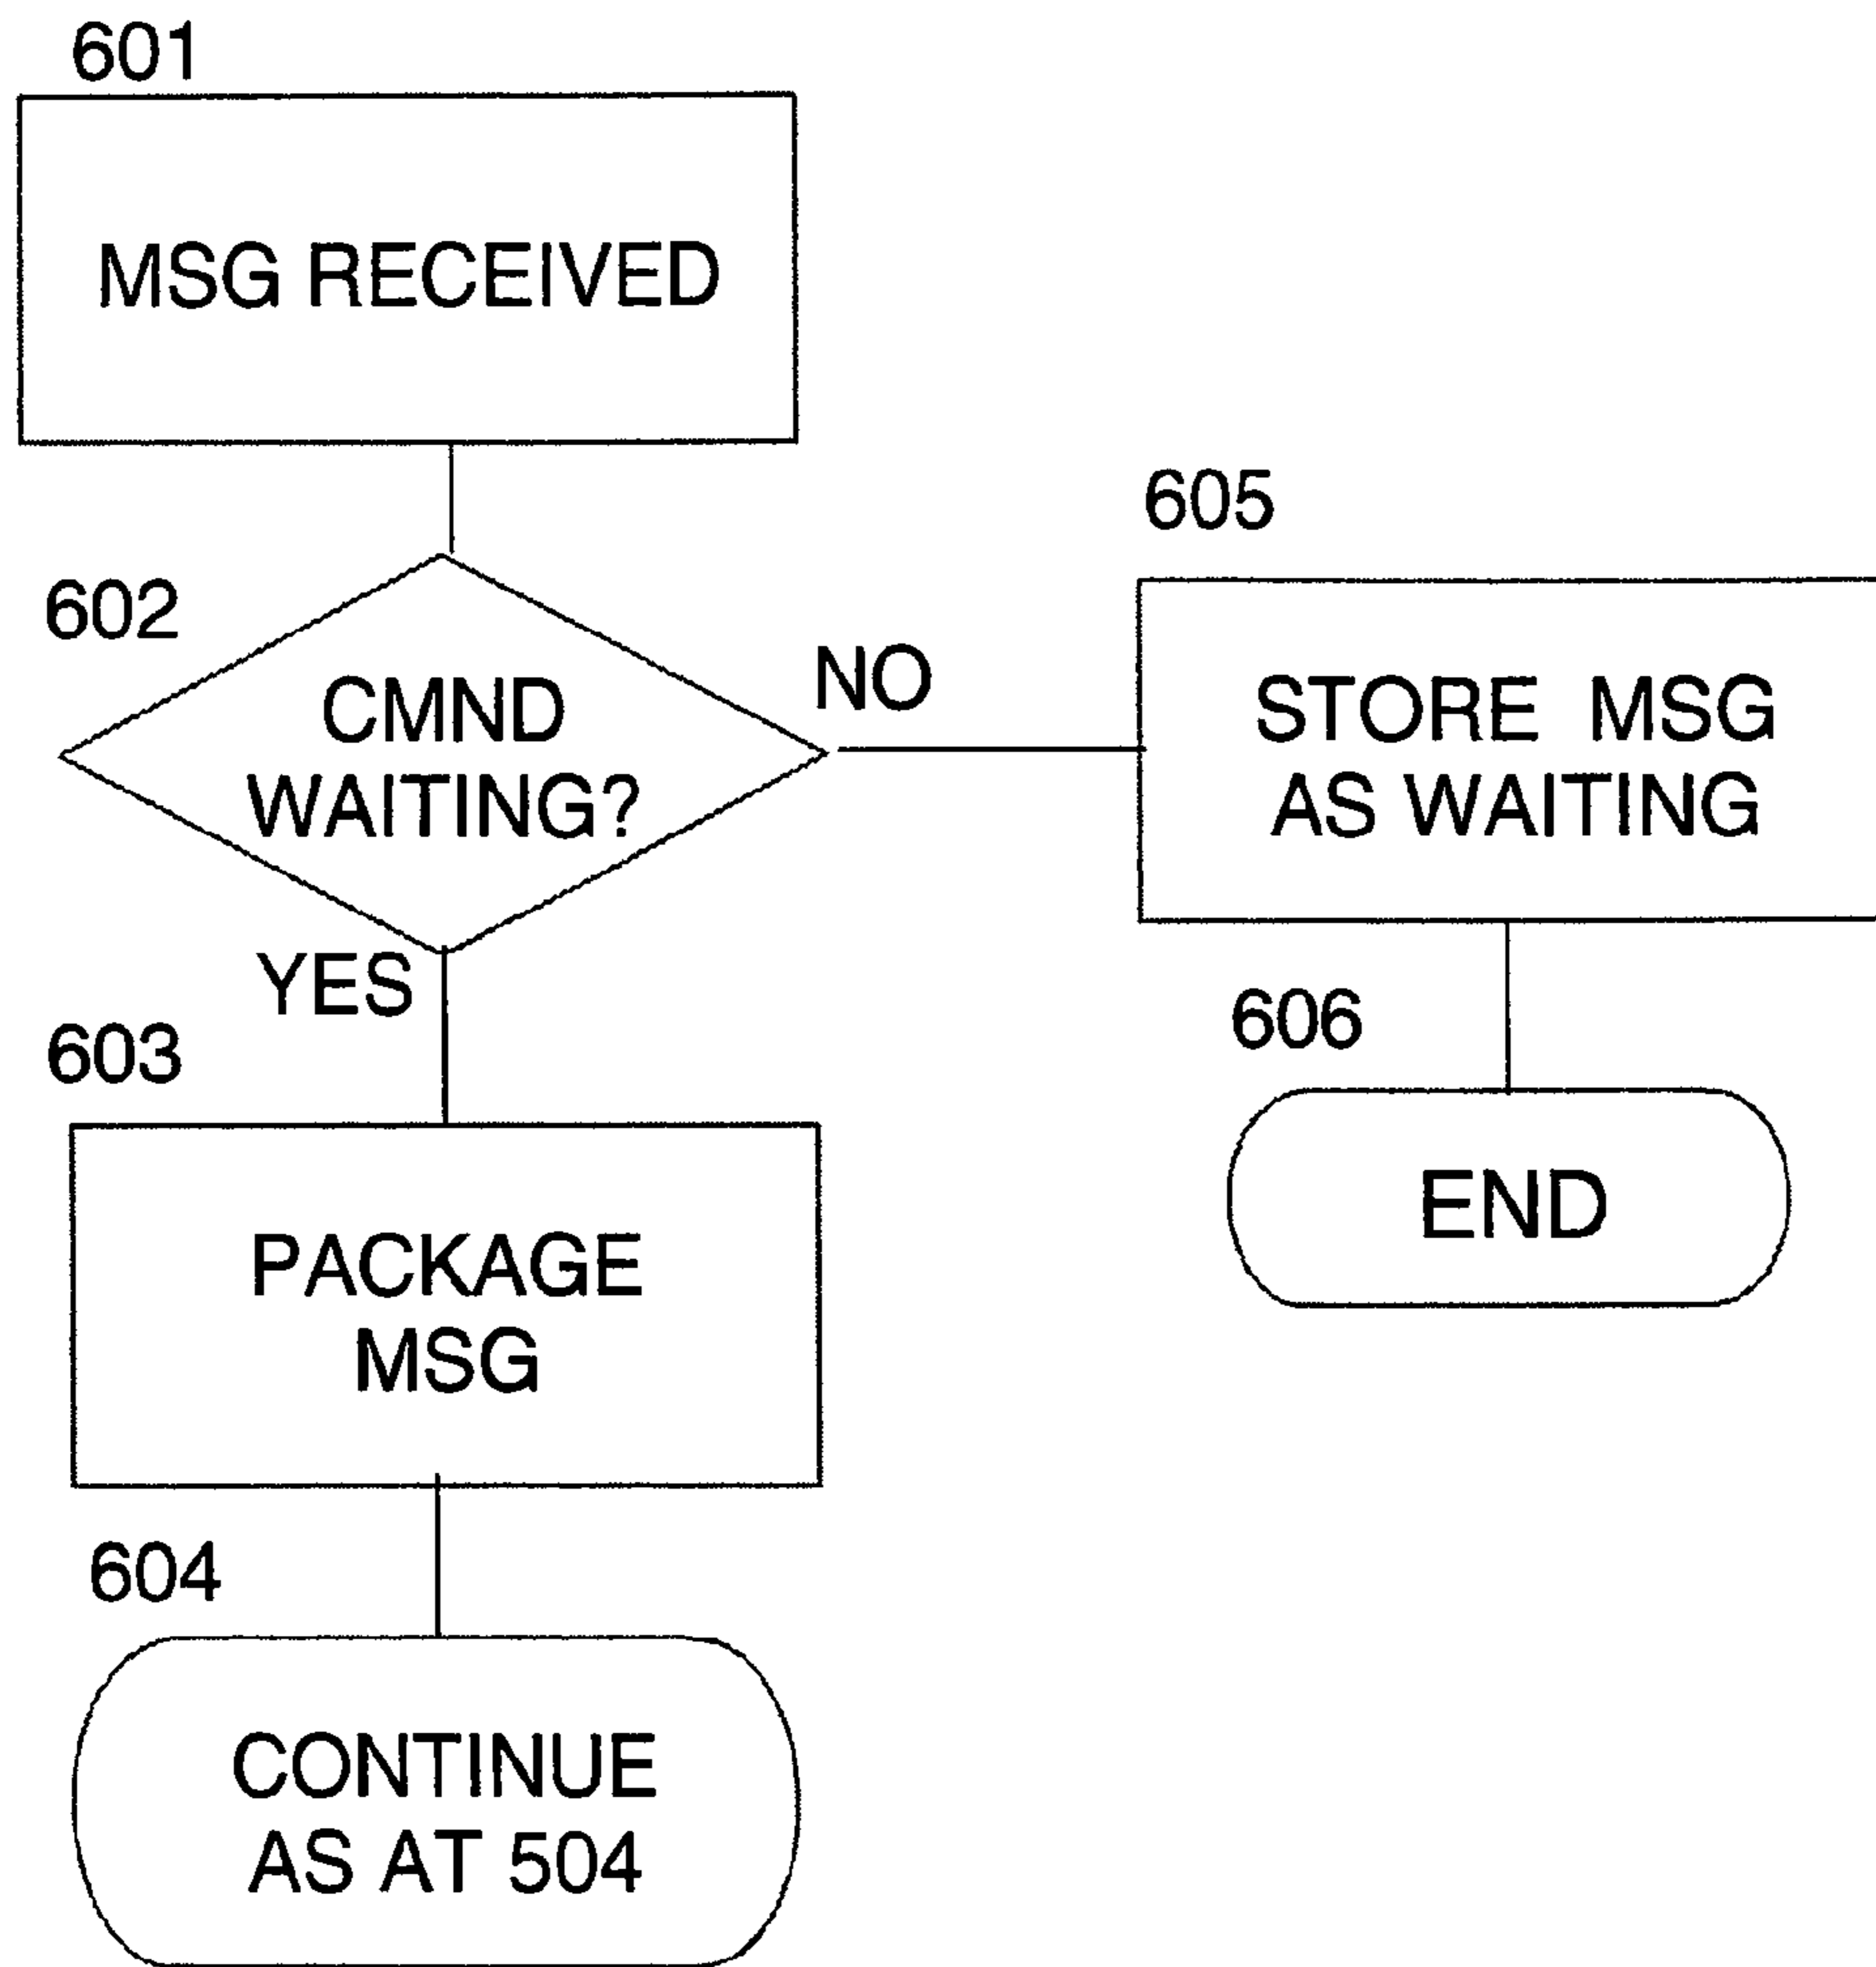 601
MSG RECEIVED
602
CMND
WAITING?
NO
YES
605
STORE MSG
AS WAITING
606
END
603
PACKAGE
MSG
604
CONTINUE
AS AT 504